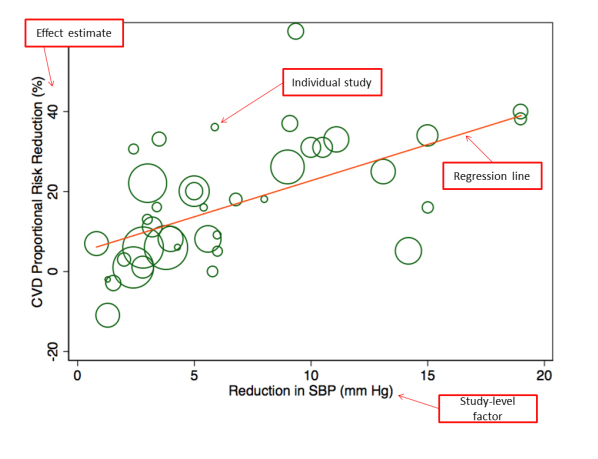 Effect estimate
Individual study
Regression line
CVD Proportional Risk Reduction (%)
40
20
0
-20
0
5
10
15
20
Reduction in SBP (mm Hg)
Study-level
factor